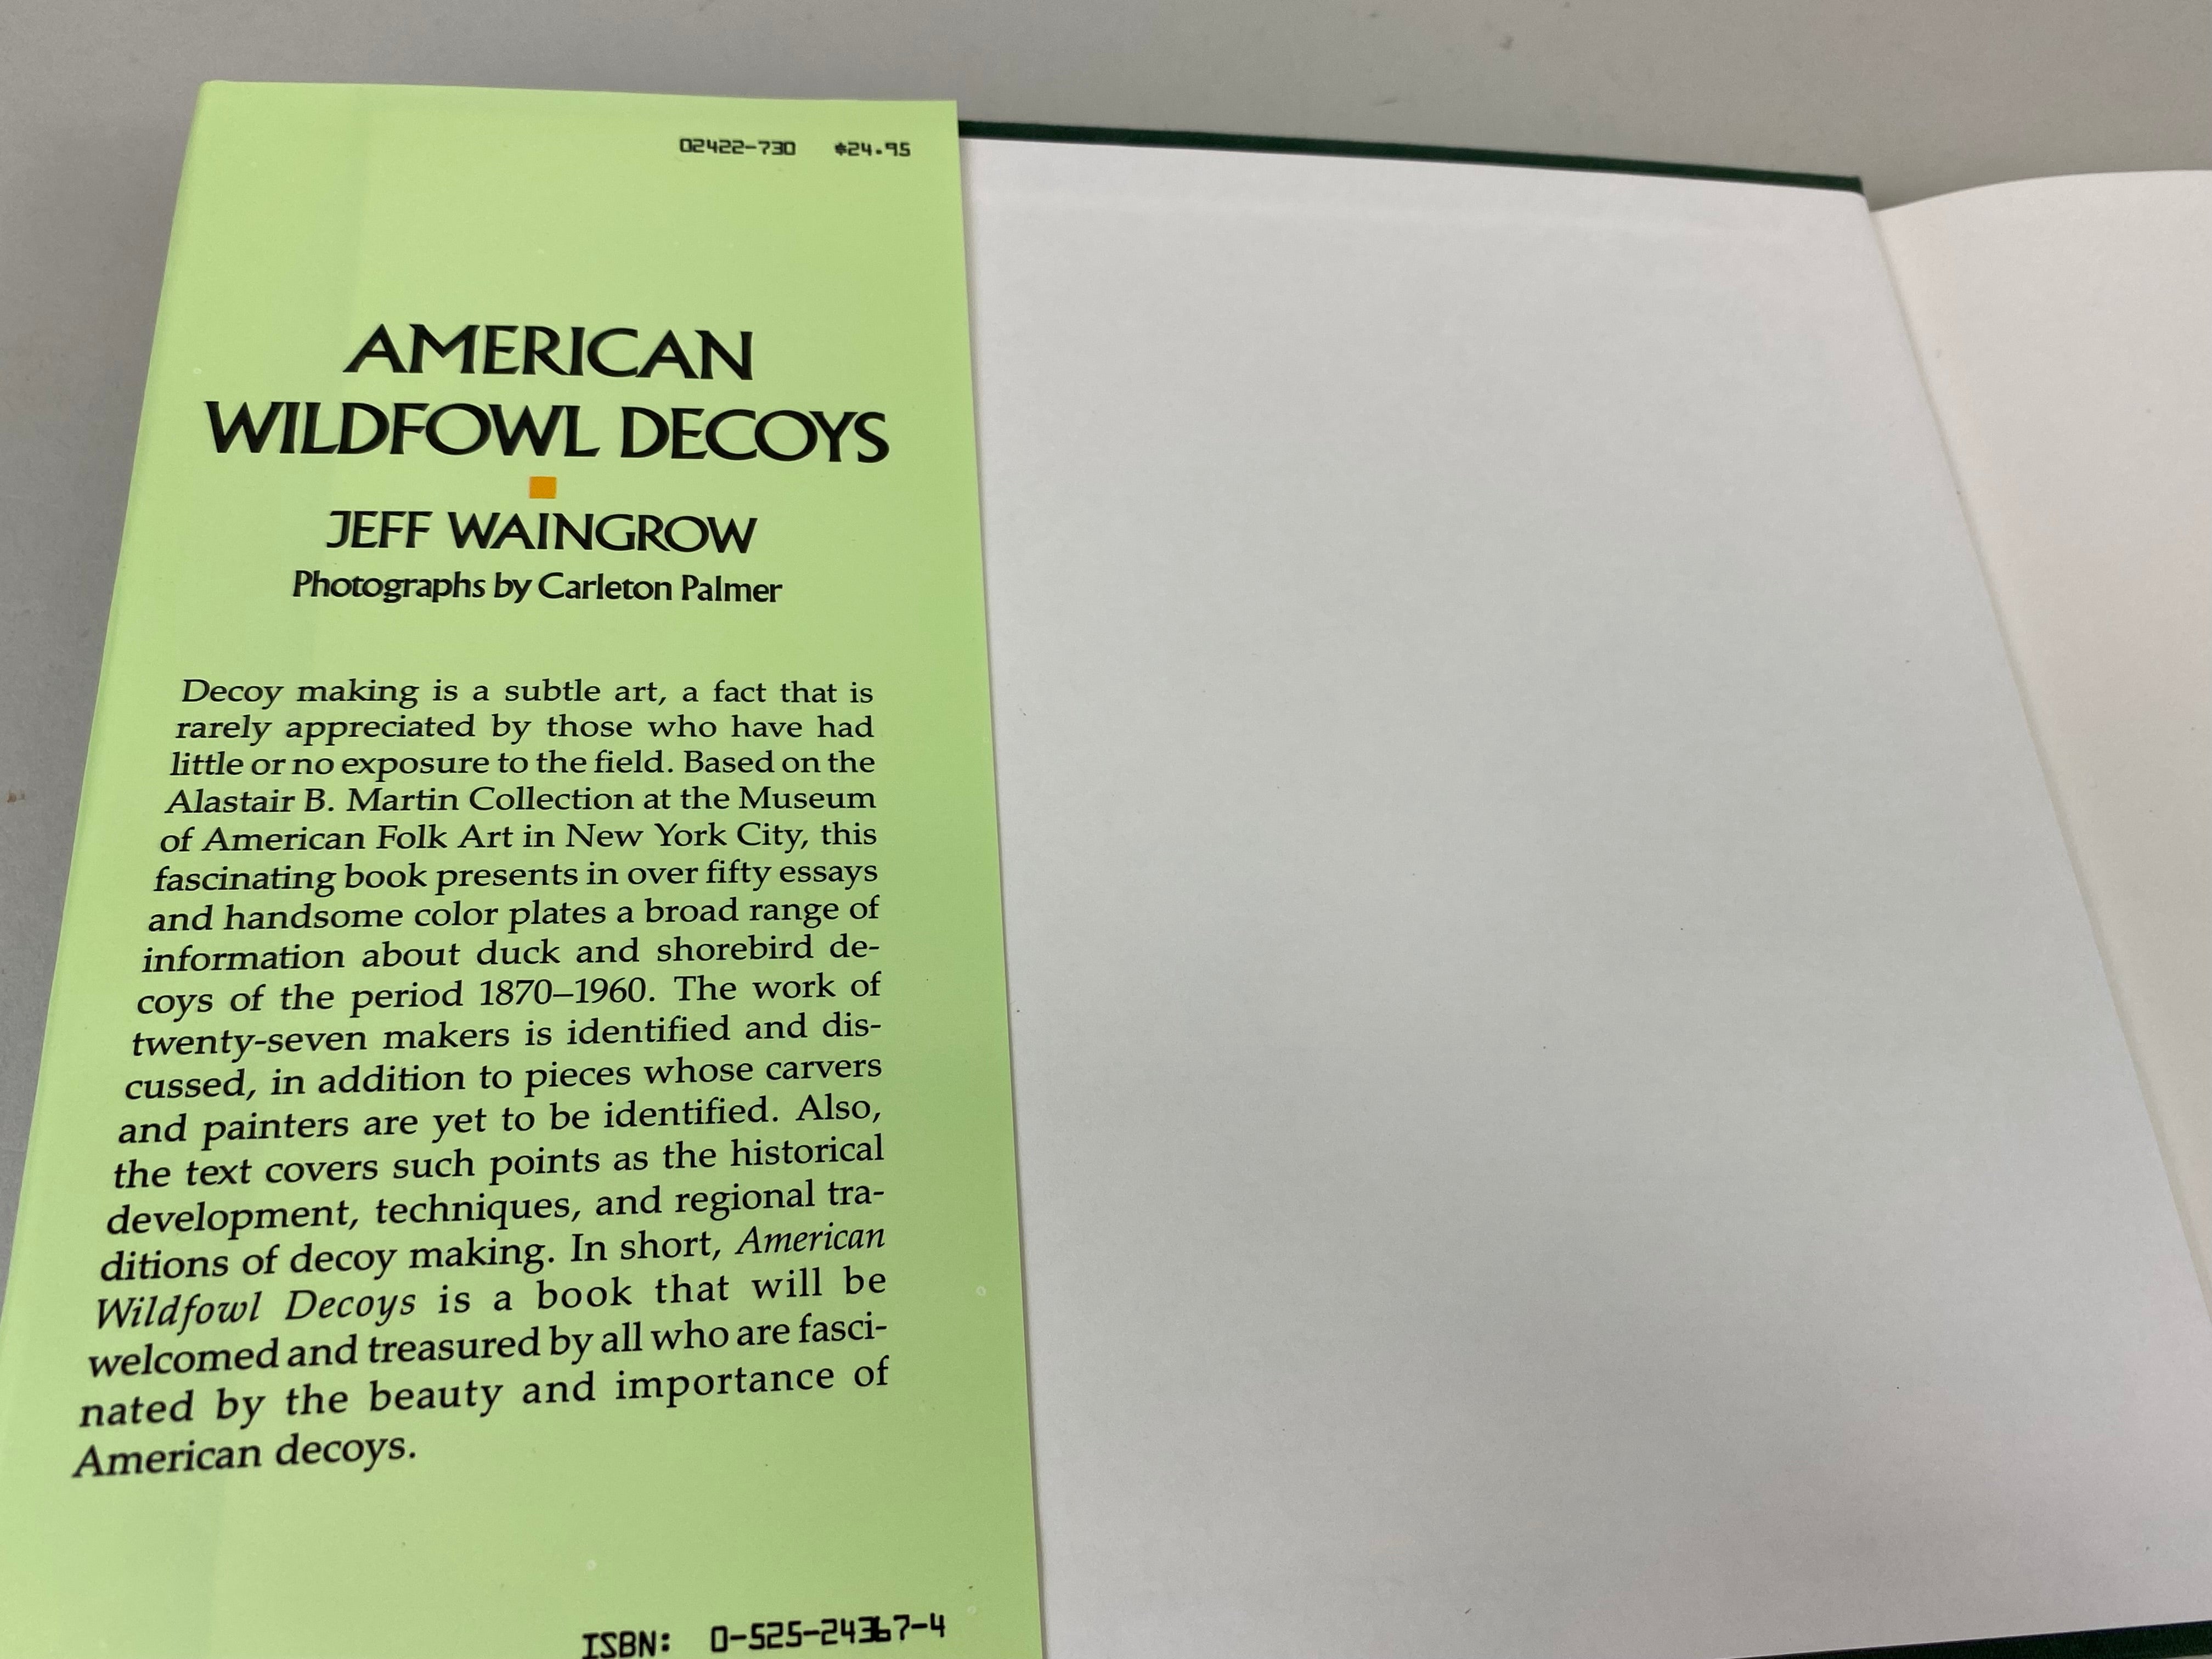 02422-730 $24.95
AMERICAN
WILDFOWL DECOYS
JEFF WAINGROW
Photographs by Carleton Palmer
Decoy making is a subtle art, a fact that is
rarely appreciated by those who have had
little or no exposure to the field. Based on the
Alastair B. Martin Collection at the Museum
of American Folk Art in New York City, this
fascinating book presents in over fifty essays
and handsome color plates a broad range of
information about duck and shorebird de-
coys of the period 1870–1960. The work of
twenty-seven makers is identified and dis-
cussed, in addition to pieces whose carvers
and painters are yet to be identified. Also,
the text covers such points as the historical
development, techniques, and regional tra-
ditions of decoy making. In short, American
Wildfowl Decoys is a book that will be
welcomed and treasured by all who are fasci-
nated by the beauty and importance of
American decoys.
ISBN: 0-525-24367-4